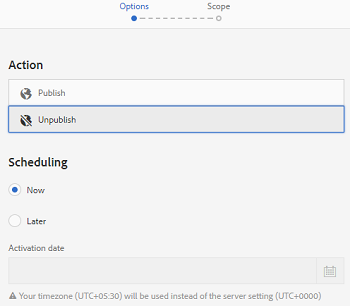 Options Scope
Action
Publish
Unpublish
Scheduling
Now
Later
Activation date
Your timezone (UTC+05:30) will be used instead of the server setting (UTC+0000)